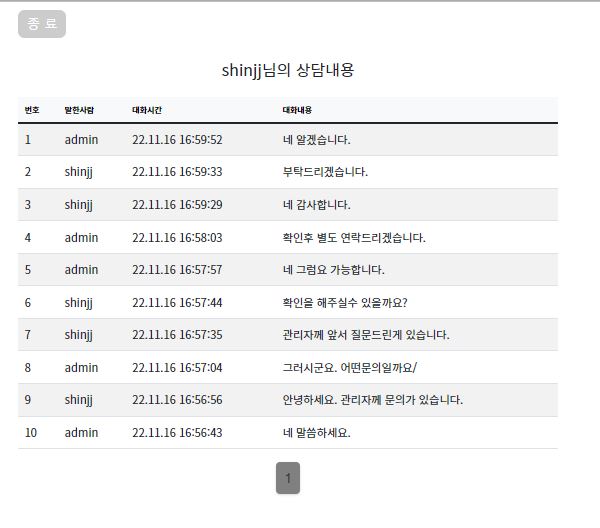 종 료
shinjj님의 상담내용
번호 말한사람 대화시간 대화내용
1 admin 22.11.16 16:59:52 네 알겠습니다.
2 shinjj 22.11.16 16:59:33 부탁드리겠습니다.
3 shinjj 22.11.16 16:59:29 네 감사합니다.
4 admin 22.11.16 16:58:03 확인후 별도 연락드리겠습니다.
5 admin 22.11.16 16:57:57 네 그럼요 가능합니다.
6 shinjj 22.11.16 16:57:44 확인을 해주실수 있을까요?
7 shinjj 22.11.16 16:57:35 관리자께 앞서 질문드린게 있습니다.
8 admin 22.11.16 16:57:04 그러시군요. 어떤문의일까요/
9 shinjj 22.11.16 16:56:56 안녕하세요. 관리자께 문의가 있습니다.
10 admin 22.11.16 16:56:43 네 말씀하세요.
1